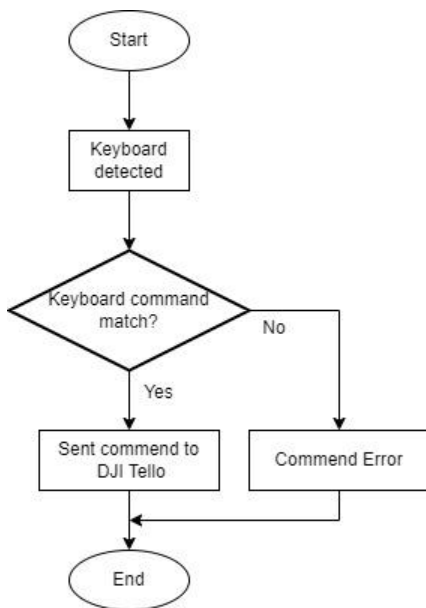 Start
Keyboard
detected
Keyboard command
match?
No
Yes
Sent commend to
DJI Tello
Commend Error
End